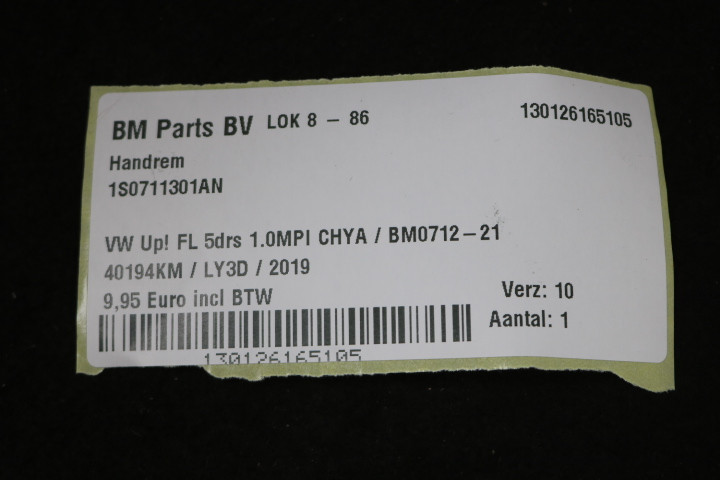 BM Parts BV LOK 8 - 86
130126165105
Handrem
1S0711301AN
VW Up! FL 5drs 1.0MPI CHYA / BM0712-21
40194KM / LY3D / 2019
9,95 Euro incl BTW
Verz: 10
Aantal: 1
130126165105